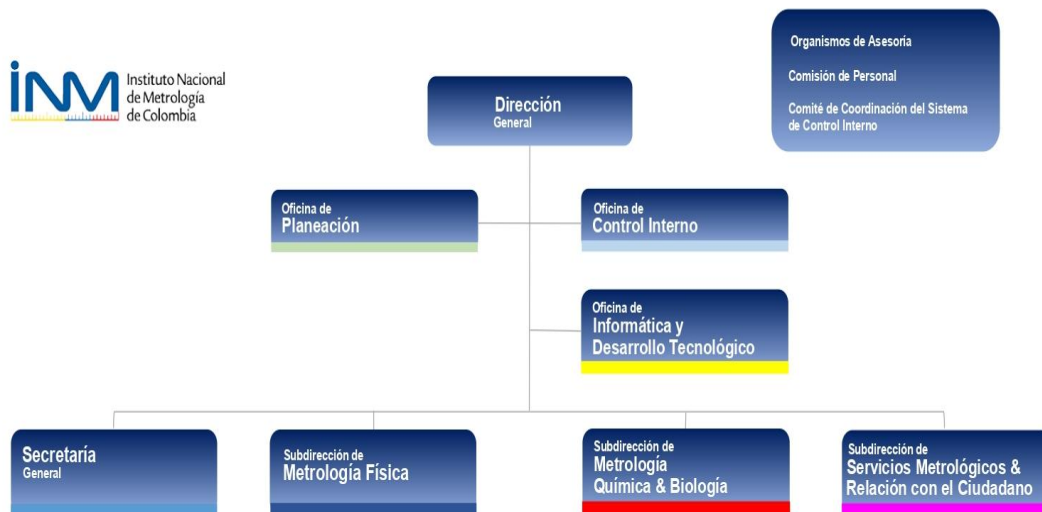 INM
Instituto Nacional
de Metrología
de Colombia
Organismos de Asesoría
Comisión de Personal
Comité de Coordinación del Sistema
de Control Interno
Dirección
General
Oficina de
Planeación
Oficina de
Control Interno
Oficina de
Informática y
Desarrollo Tecnológico
Secretaría
General
Subdirección de
Metrología Física
Subdirección de
Metrología
Química & Biología
Subdirección de
Servicios Metrológicos &
Relación con el Ciudadano